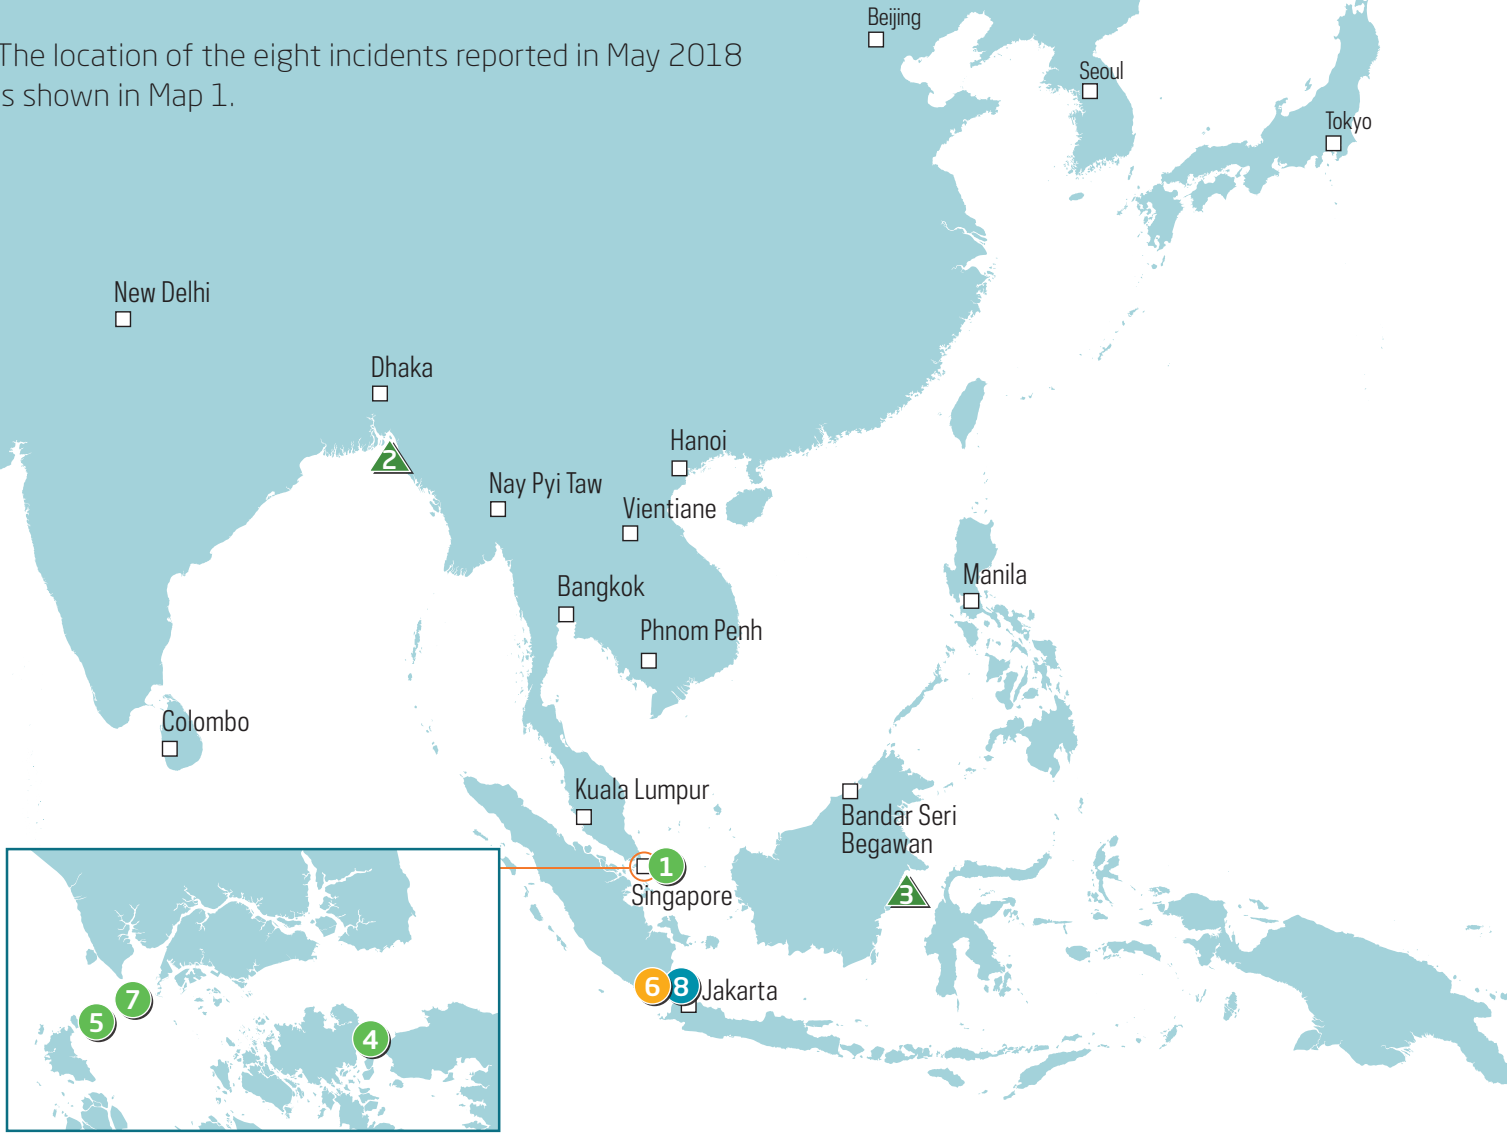 The location of the eight incidents reported in May 2018
s shown in Map 1.
Beijing
Seoul
Tokyo
New Delhi
Dhaka
2
Hanoi
Nay Pyi Taw
Vientiane
Bangkok
Manila
Phnom Penh
Colombo
Kuala Lumpur
Bandar Seri
Begawan
1
Singapore
3
6
8
Jakarta
7
5
4